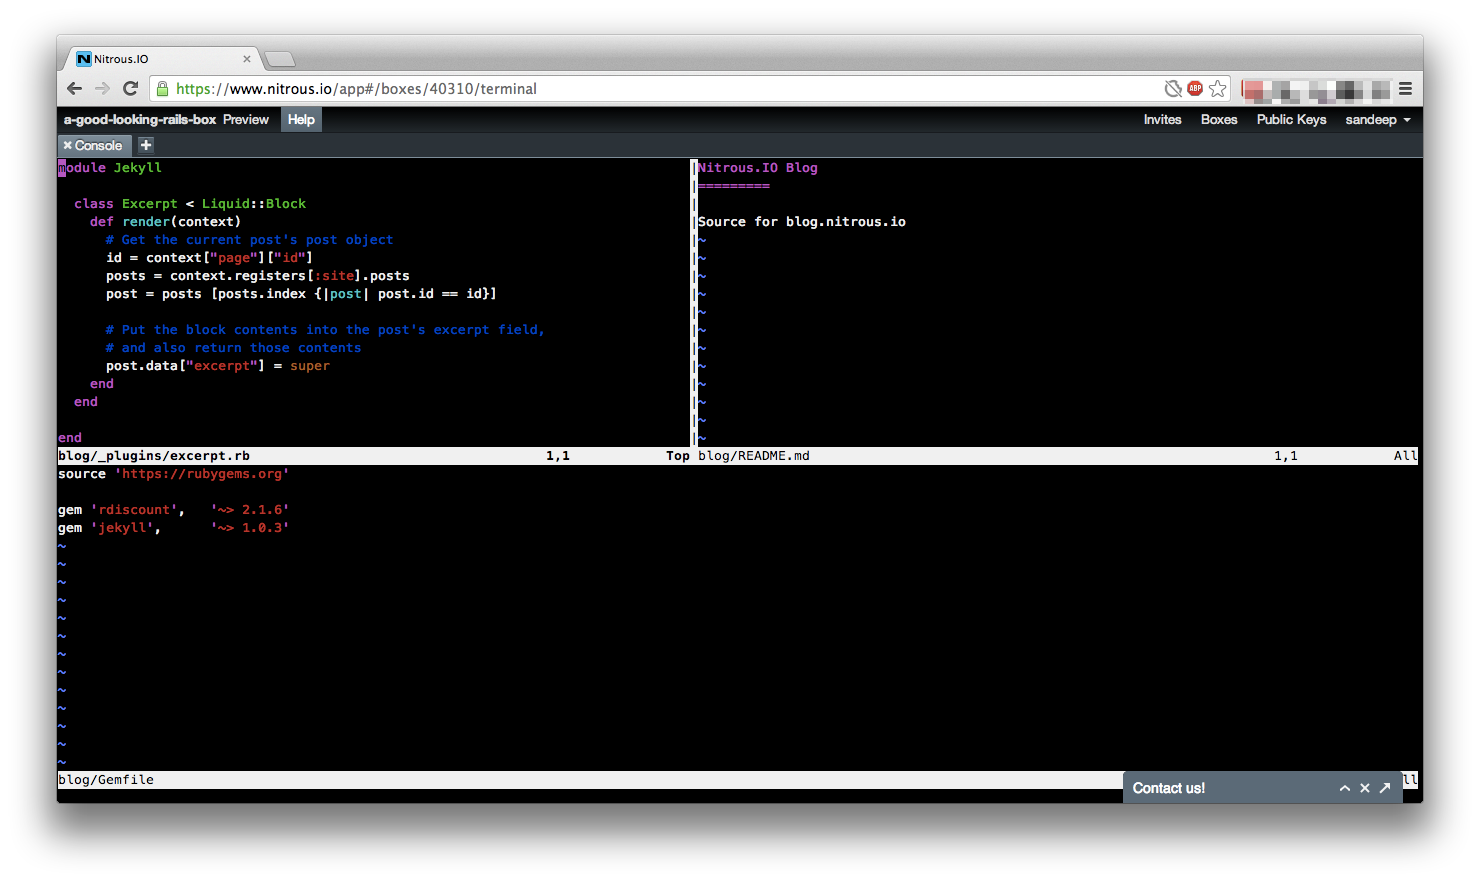 Nitrous.IO
https://www.nitrous.io/app#/boxes/40310/terminal
ABP
a-good-looking-rails-box Preview Help Invites Boxes Public Keys sandeep
Console
module Jekyll
class Excerpt < Liquid::Block
def render(context)
# Get the current post's post object
id = context["page"]["id"]
posts = context.registers[:site].posts
post = posts [posts.index {|post| post.id == id}]
# Put the block contents into the post's excerpt field,
# and also return those contents
post.data["excerpt"] = super
end
end
end
blog/_plugins/excerpt.rb 1,1 Top
Nitrous.IO Blog
=========
Source for blog.nitrous.io
~
~
~
~
~
~
~
~
~
~
~
~
blog/README.md 1,1 All
source 'https://rubygems.org'
gem 'rdiscount', '~> 2.1.6'
gem 'jekyll', '~> 1.0.3'
~
~
~
~
~
~
~
~
~
~
~
~
~
blog/Gemfile ll
Contact us!